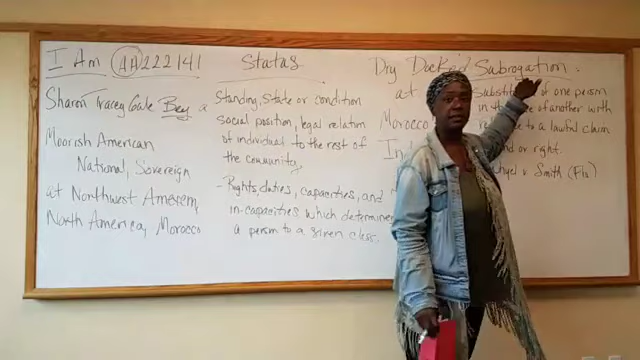 I Am AA222141
Sharon Tracey Gale Bey a
Moorish American
National, Sovereign
at Northwest Amexem,
North America, Morocco
Status
Standing, State or condition
social position, legal relation
of individual to the rest of
the community.
- Rights, duties, capacities, and
in-capacities which determines
a person to a given class.
Dry Docked
at
Morocco
Subrogation:
Substitu of one person
in the of another with
to a lawful claim
or right.
v Smith (Fla)